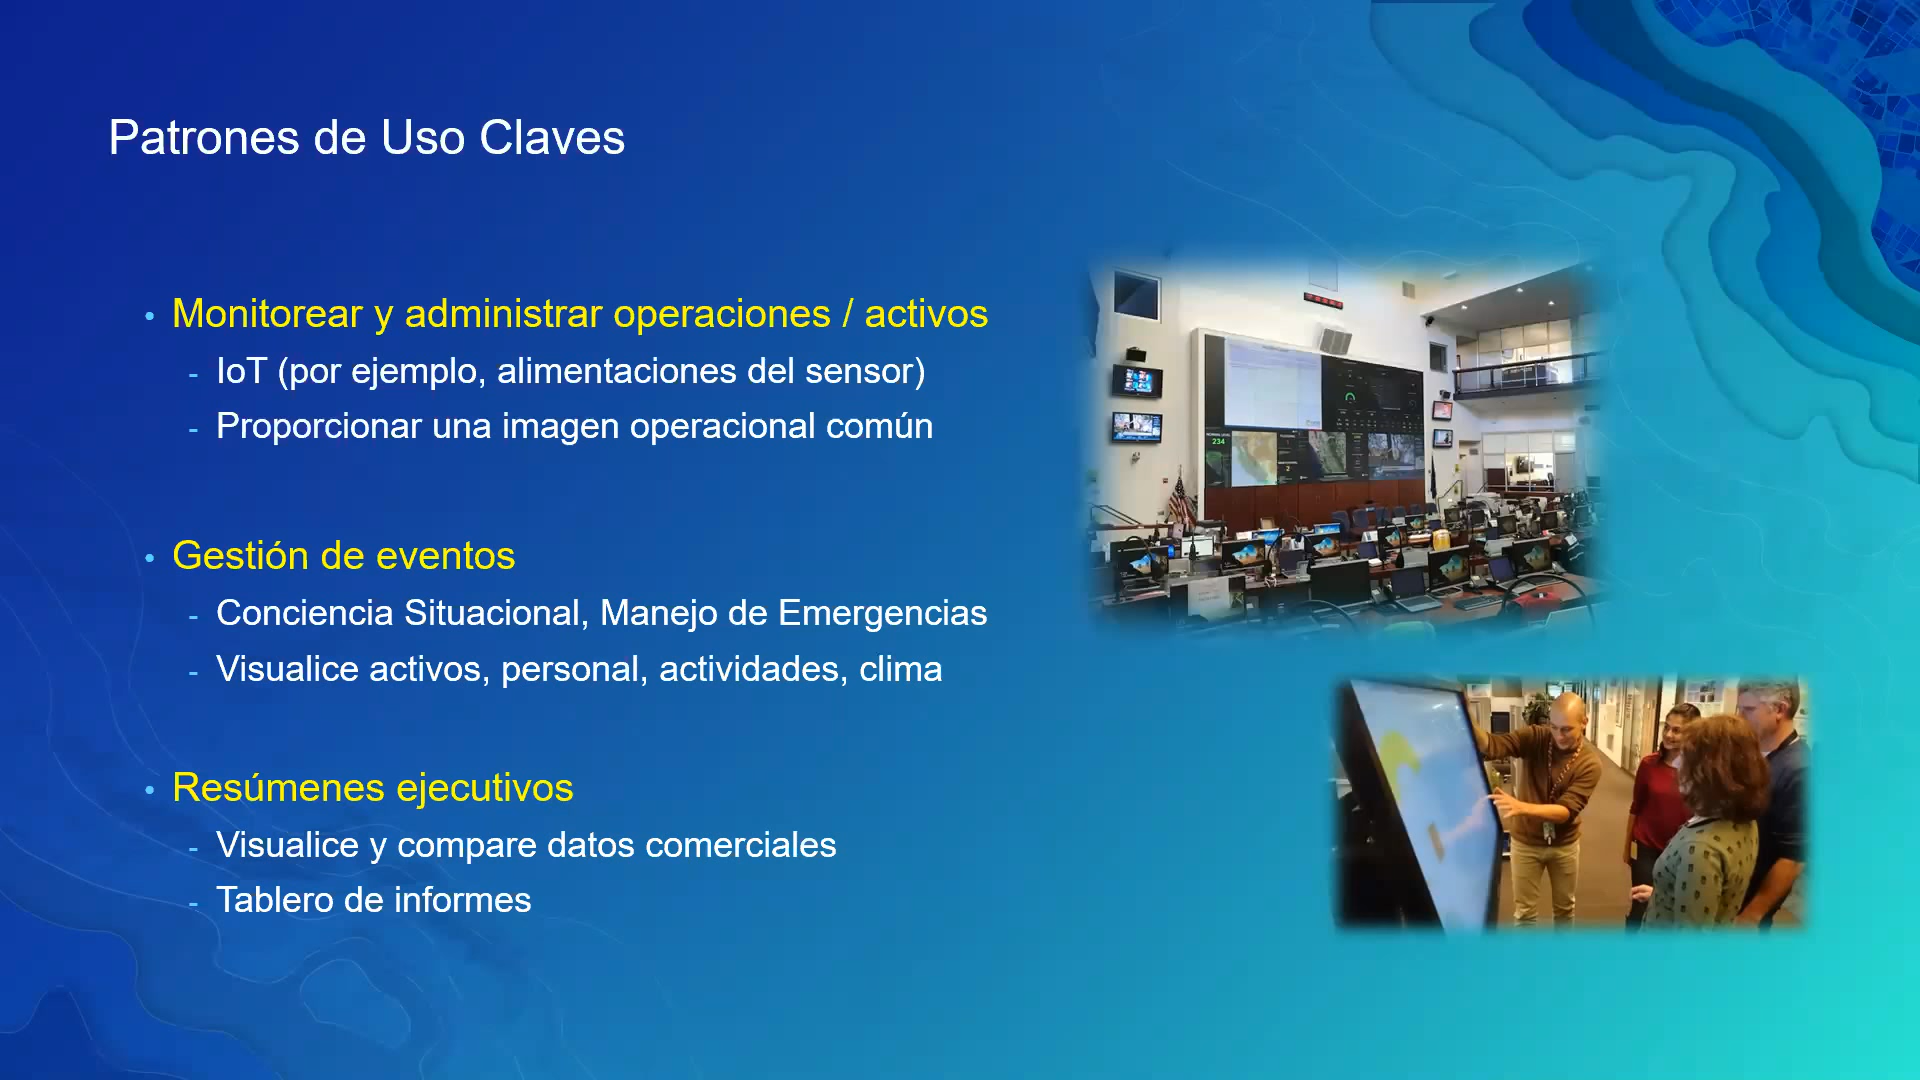 Patrones de Uso Claves
• Monitorear y administrar operaciones / activos
- IoT (por ejemplo, alimentaciones del sensor)
- Proporcionar una imagen operacional común
• Gestión de eventos
- Conciencia Situacional, Manejo de Emergencias
- Visualice activos, personal, actividades, clima
• Resúmenes ejecutivos
- Visualice y compare datos comerciales
- Tablero de informes
234
2